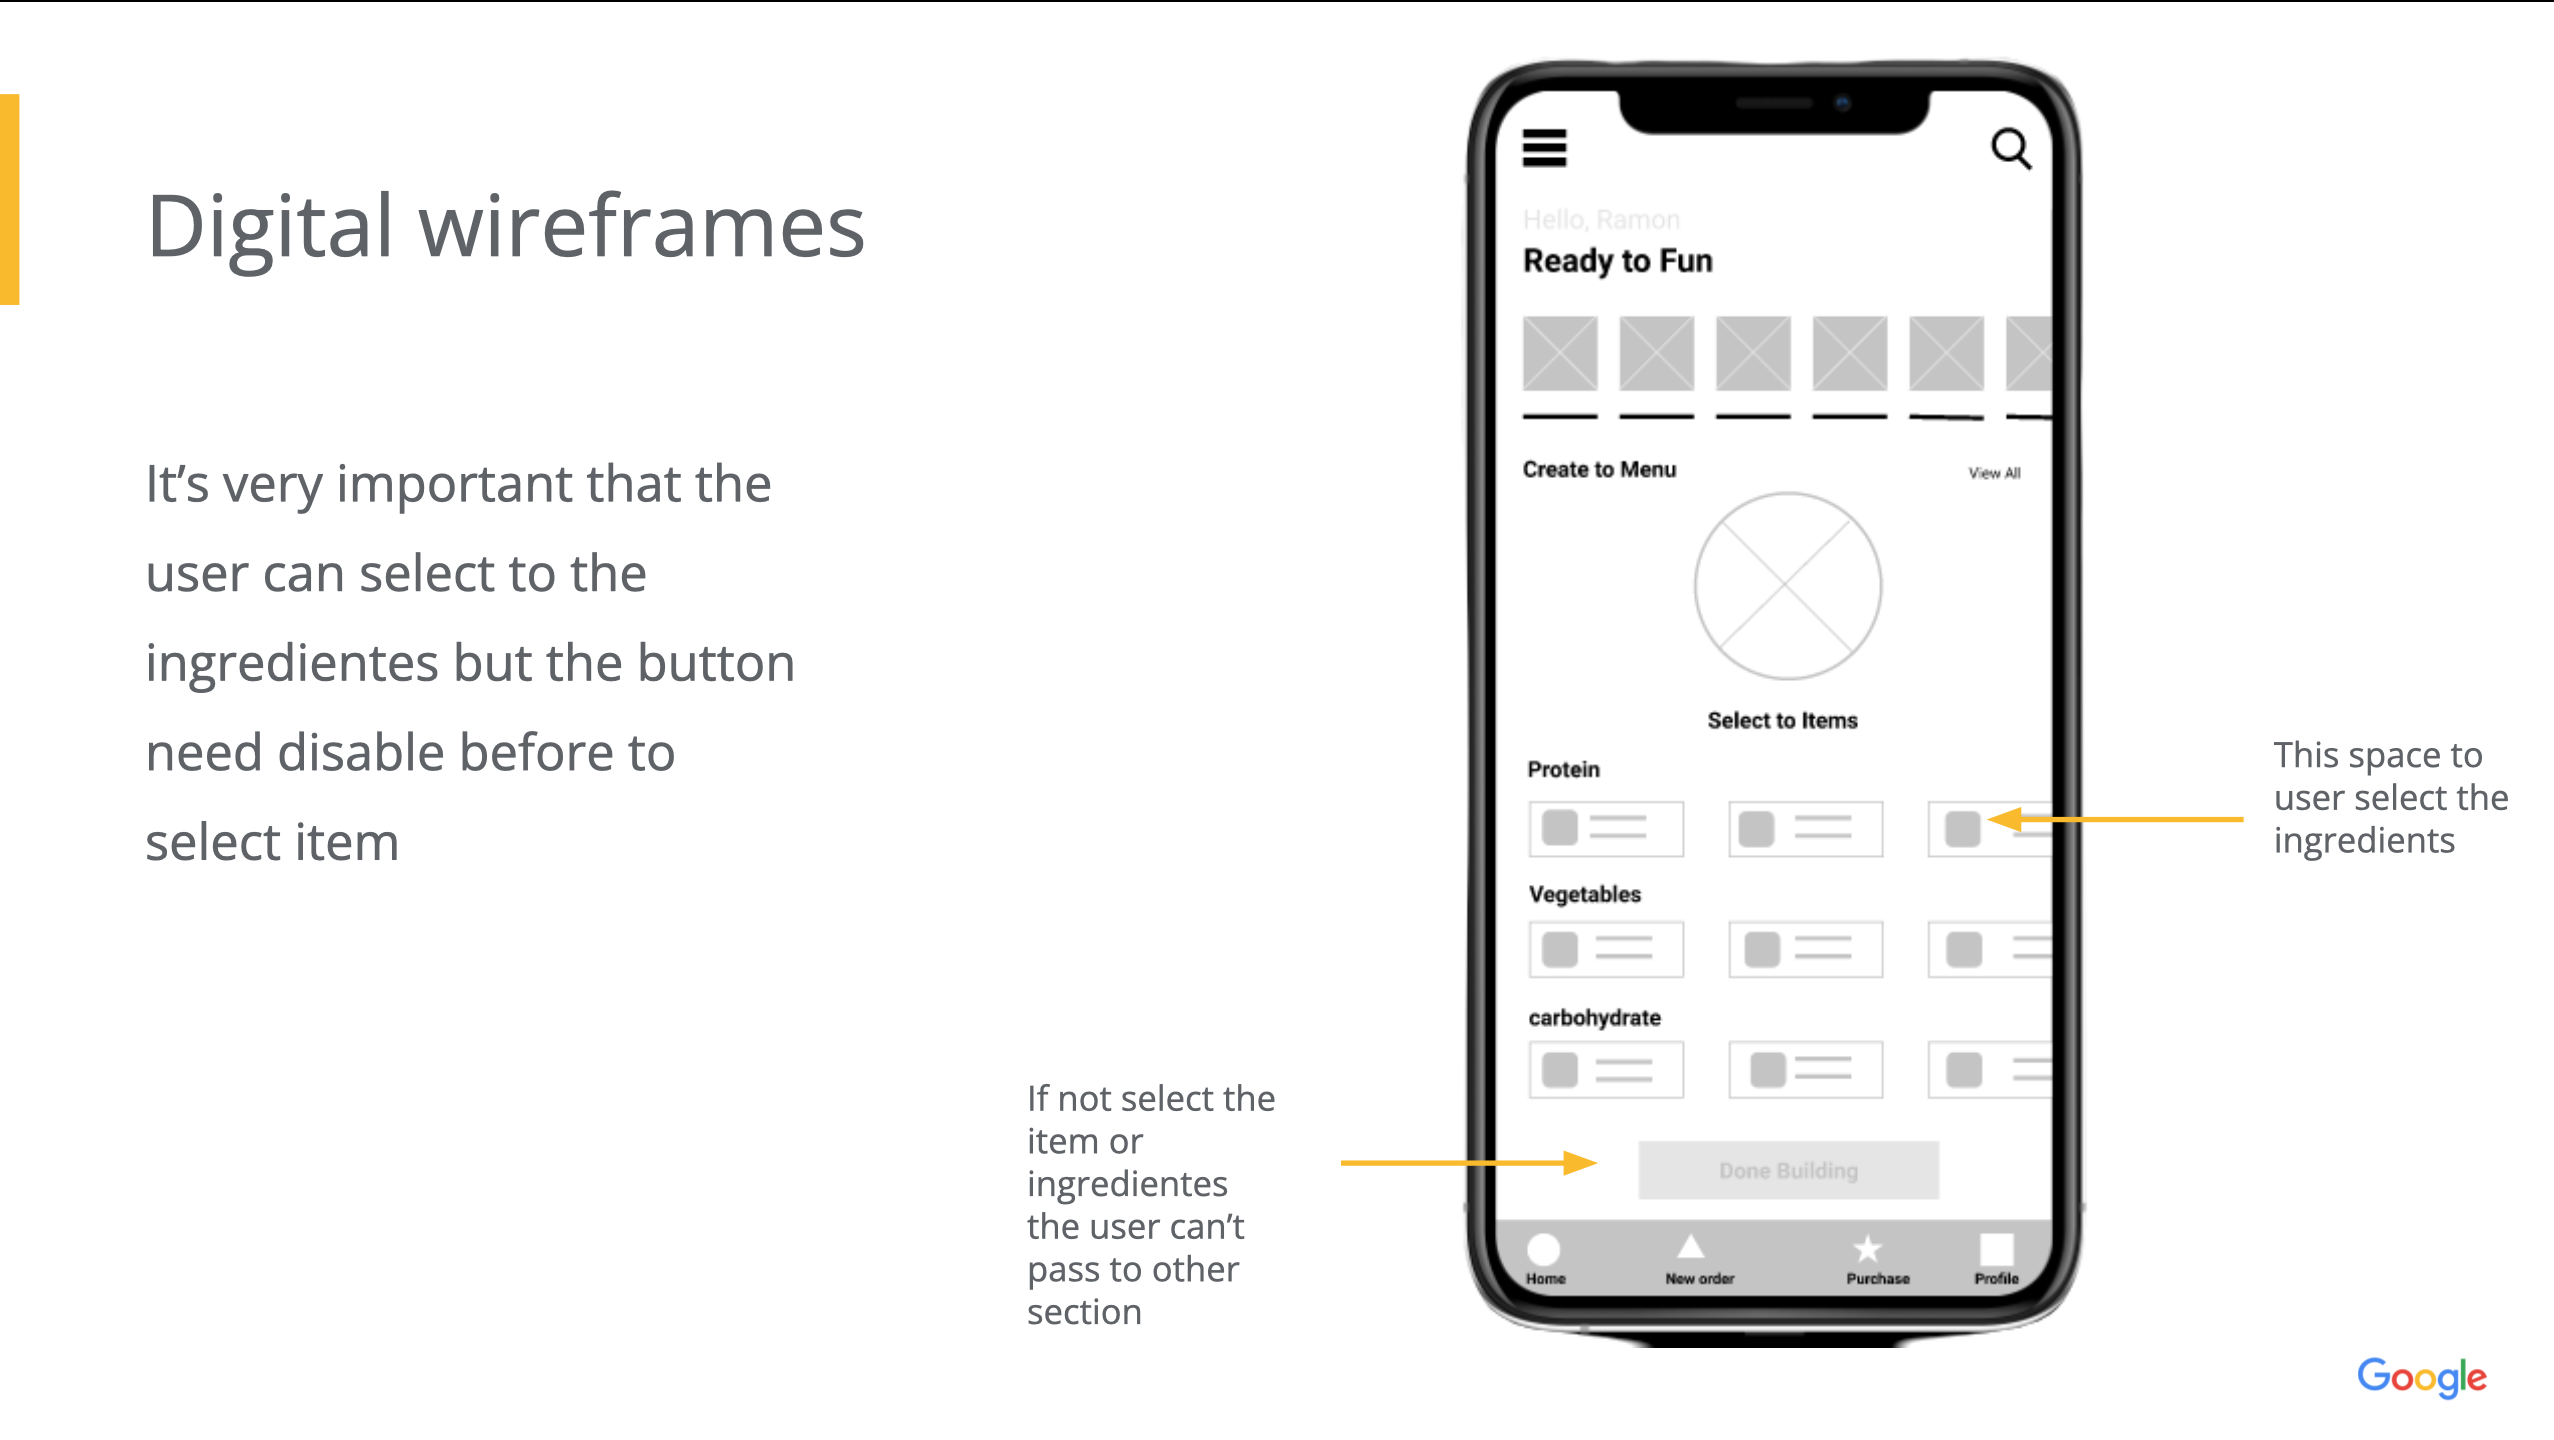 Digital wireframes
It’s very important that the
user can select to the
ingredientes but the button
need disable before to
select item
Hello, Ramon
Ready to Fun
Create to Menu
View All
Select to Items
Protein
Vegetables
carbohydrate
Done Building
Home
New order
Purchase
Profile
This space to
user select the
ingredients
If not select the
item or
ingredientes
the user can’t
pass to other
section
Google